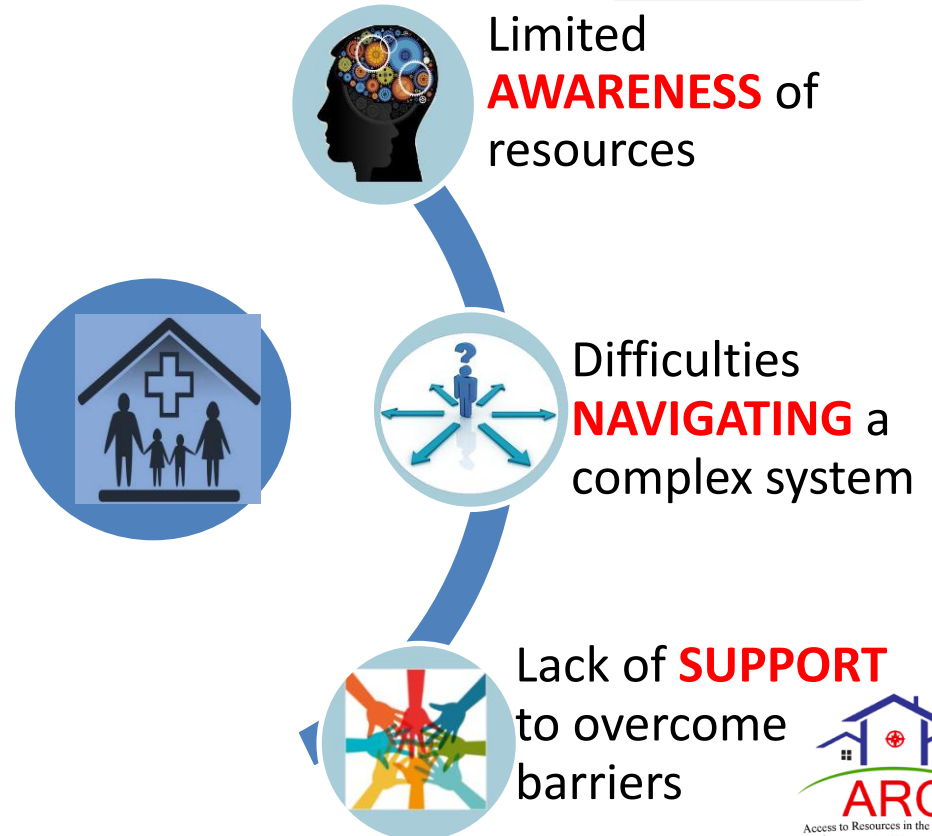 Limited
AWARENESS of
resources
?
Difficulties
NAVIGATING a
complex system
Lack of SUPPORT
to overcome
barriers
Access to Resources in the